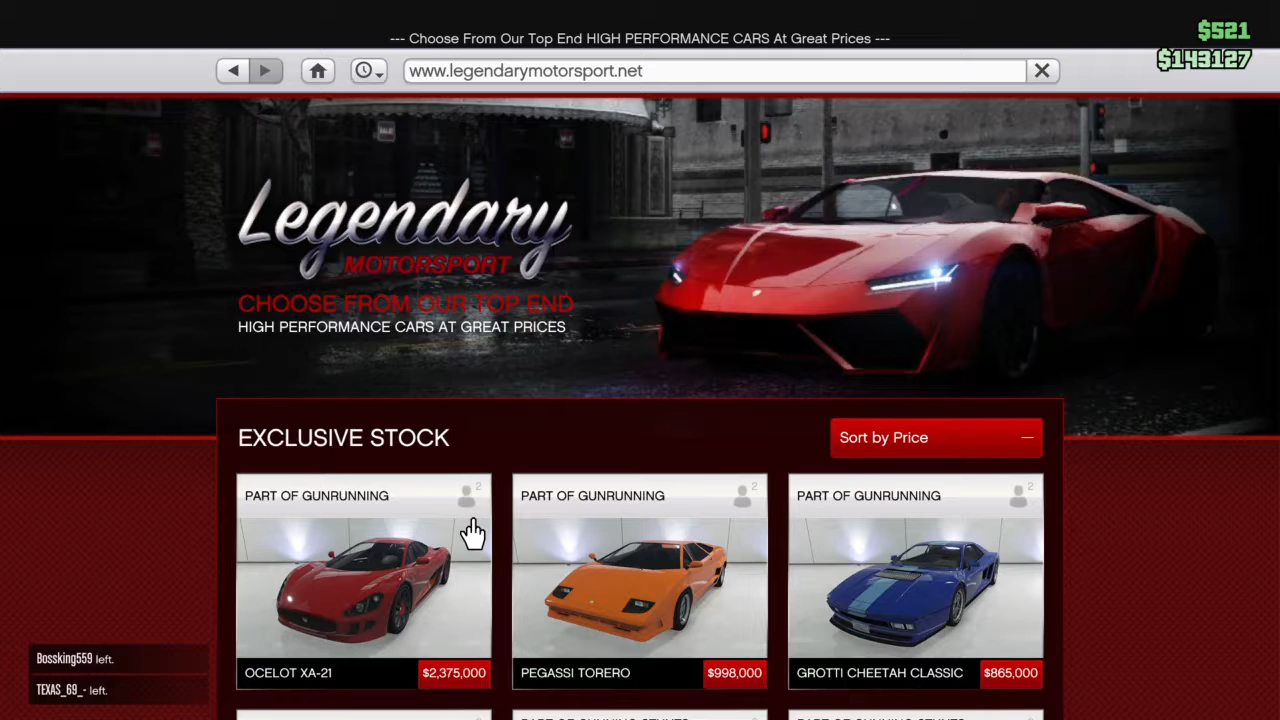 --- Choose From Our Top End HIGH PERFORMANCE CARS At Great Prices ---
$521
$143127
www.legendarymotorsport.net
Legendary
MOTORSPORT
CHOOSE FROM OUR TOP END
HIGH PERFORMANCE CARS AT GREAT PRICES
EXCLUSIVE STOCK
Sort by Price
PART OF GUNRUNNING 2
PART OF GUNRUNNING 2
PART OF GUNRUNNING 2
OCELOT XA-21 $2,375,000
PEGASSI TORERO $998,000
GROTTI CHEETAH CLASSIC $865,000
Bossking559 left.
TEXAS_69_- left.